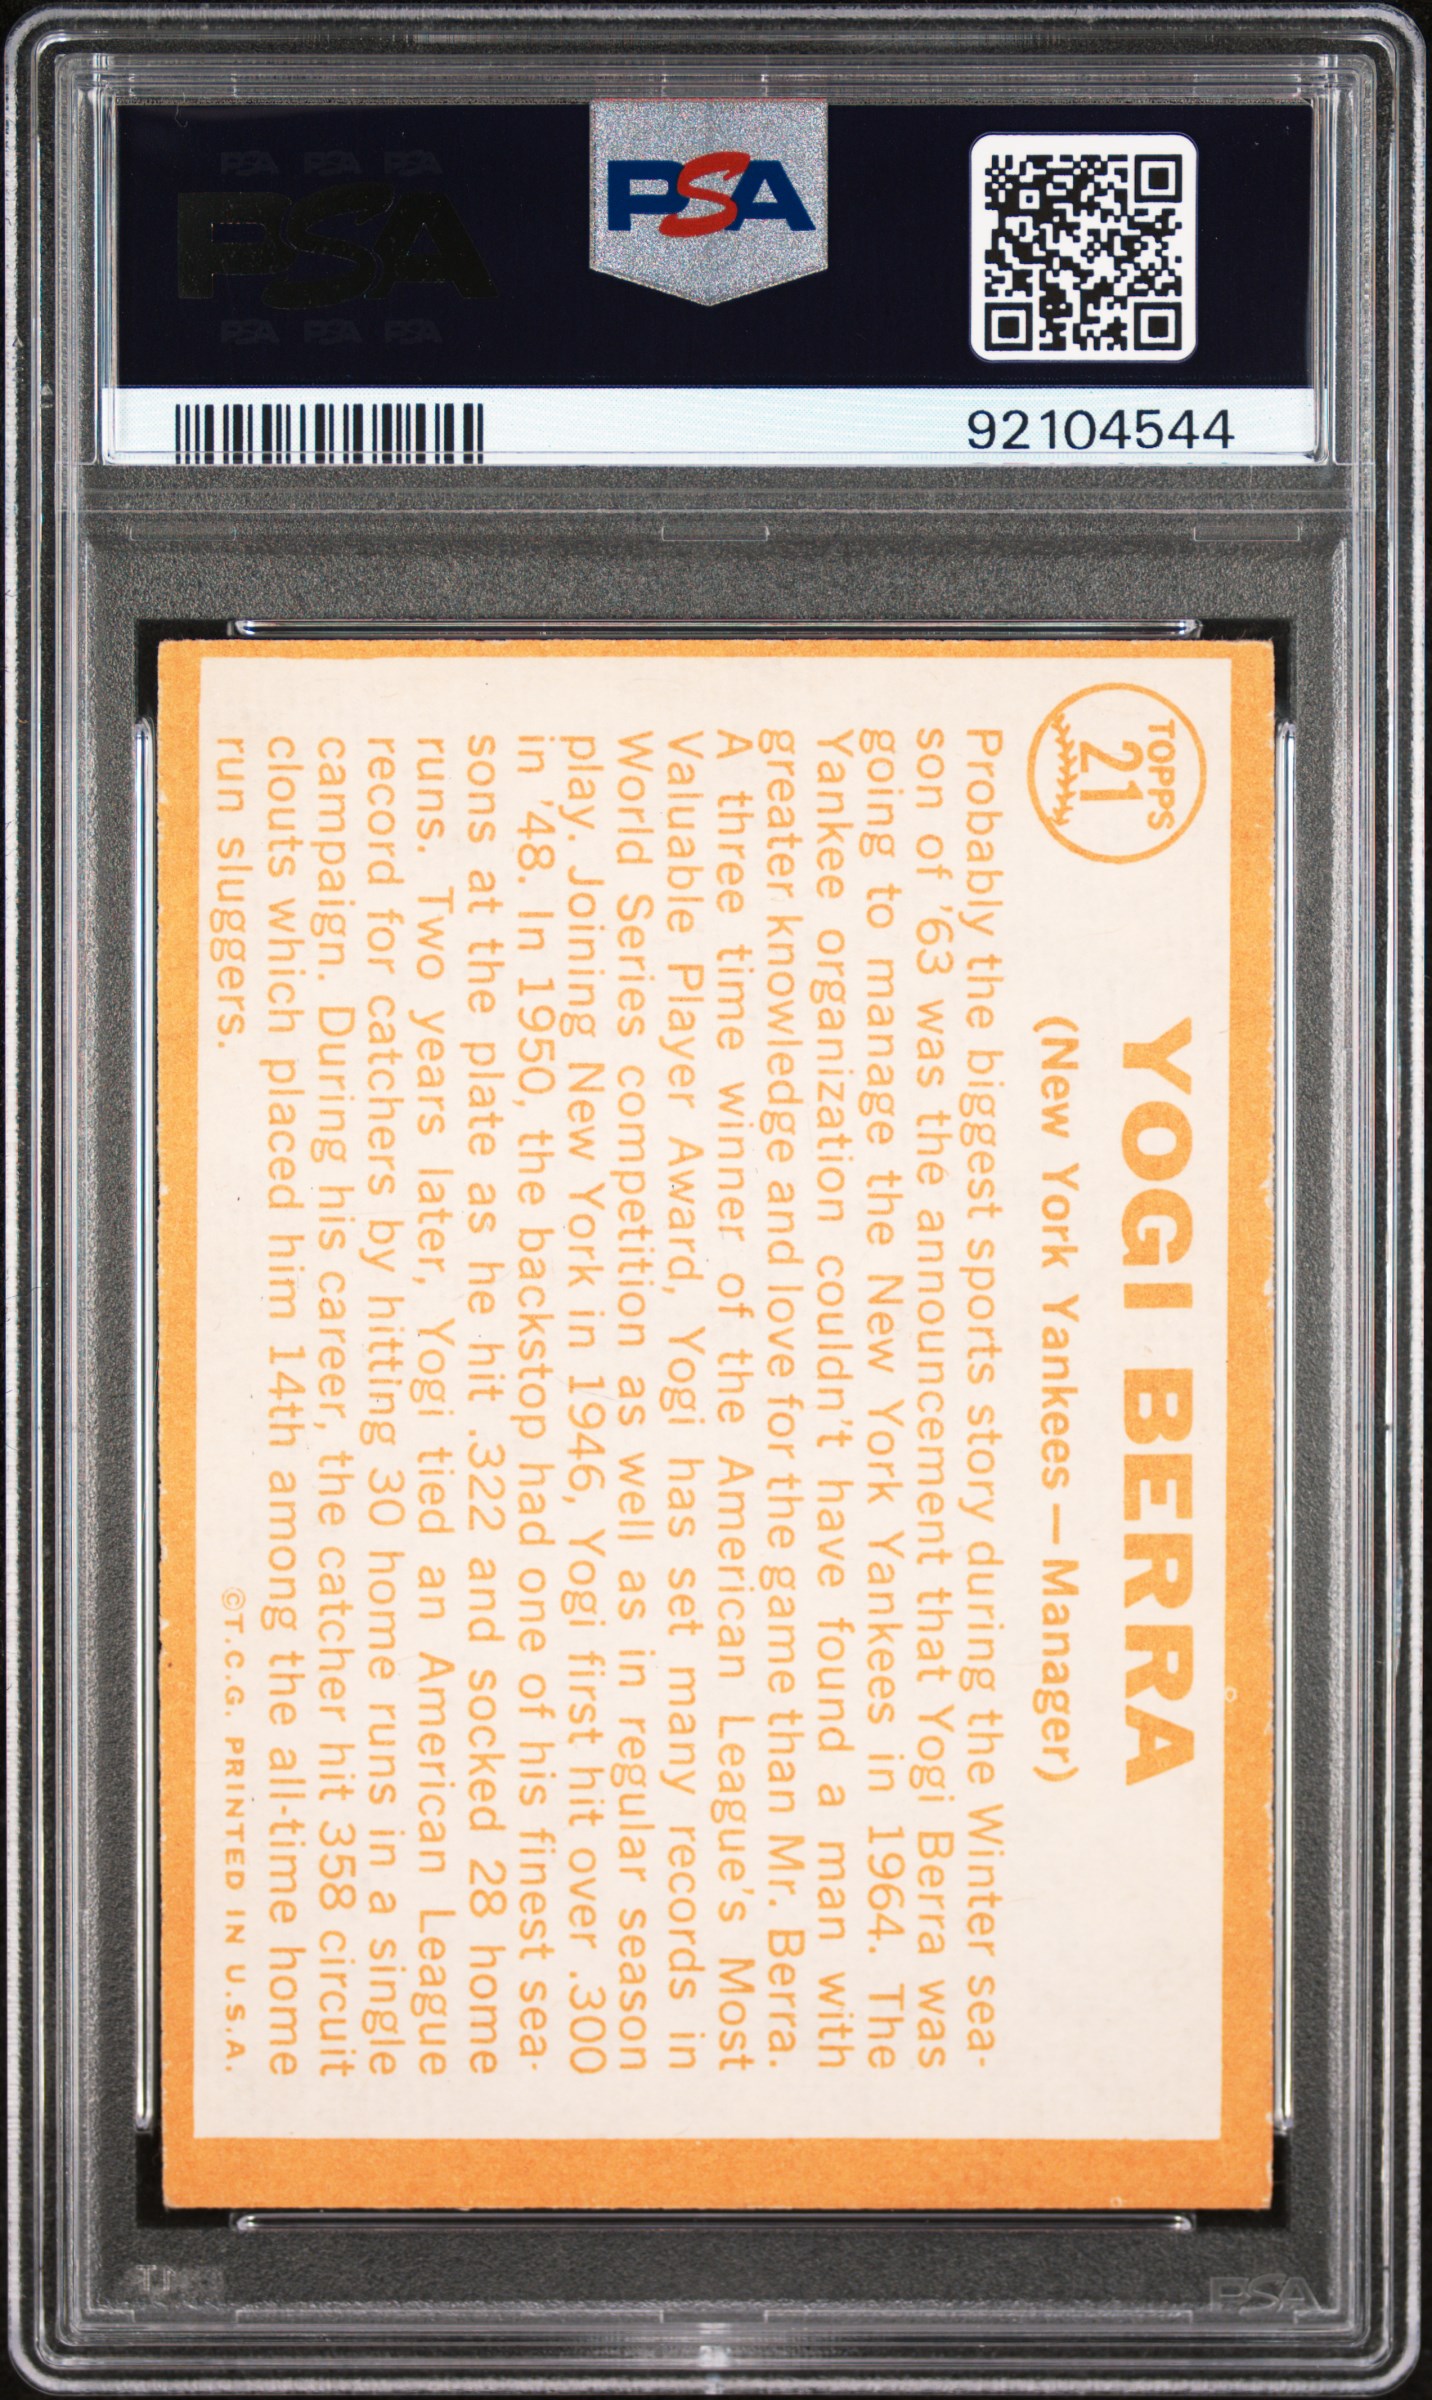 PSA PSA PSA
PSA
PSA PSA PSA
PSA
92104544
TOPPS
21
YOGI BERRA
(New York Yankees—Manager)
Probably the biggest sports story during the Winter sea-
son of '63 was the announcement that Yogi Berra was
going to manage the New York Yankees in 1964. The
Yankee organization couldn't have found a man with
greater knowledge and love for the game than Mr. Berra.
A three time winner of the American League's Most
Valuable Player Award, Yogi has set many records in
World Series competition as well as in regular season
play. Joining New York in 1946, Yogi first hit over .300
in '48. In 1950, the backstop had one of his finest sea-
sons at the plate as he hit .322 and socked 28 home
runs. Two years later, Yogi tied an American League
record for catchers by hitting 30 home runs in a single
campaign. During his career, the catcher hit 358 circuit
clouts which placed him 14th among the all-time home
run sluggers.
©T.C.G. PRINTED IN U.S.A.
PSA